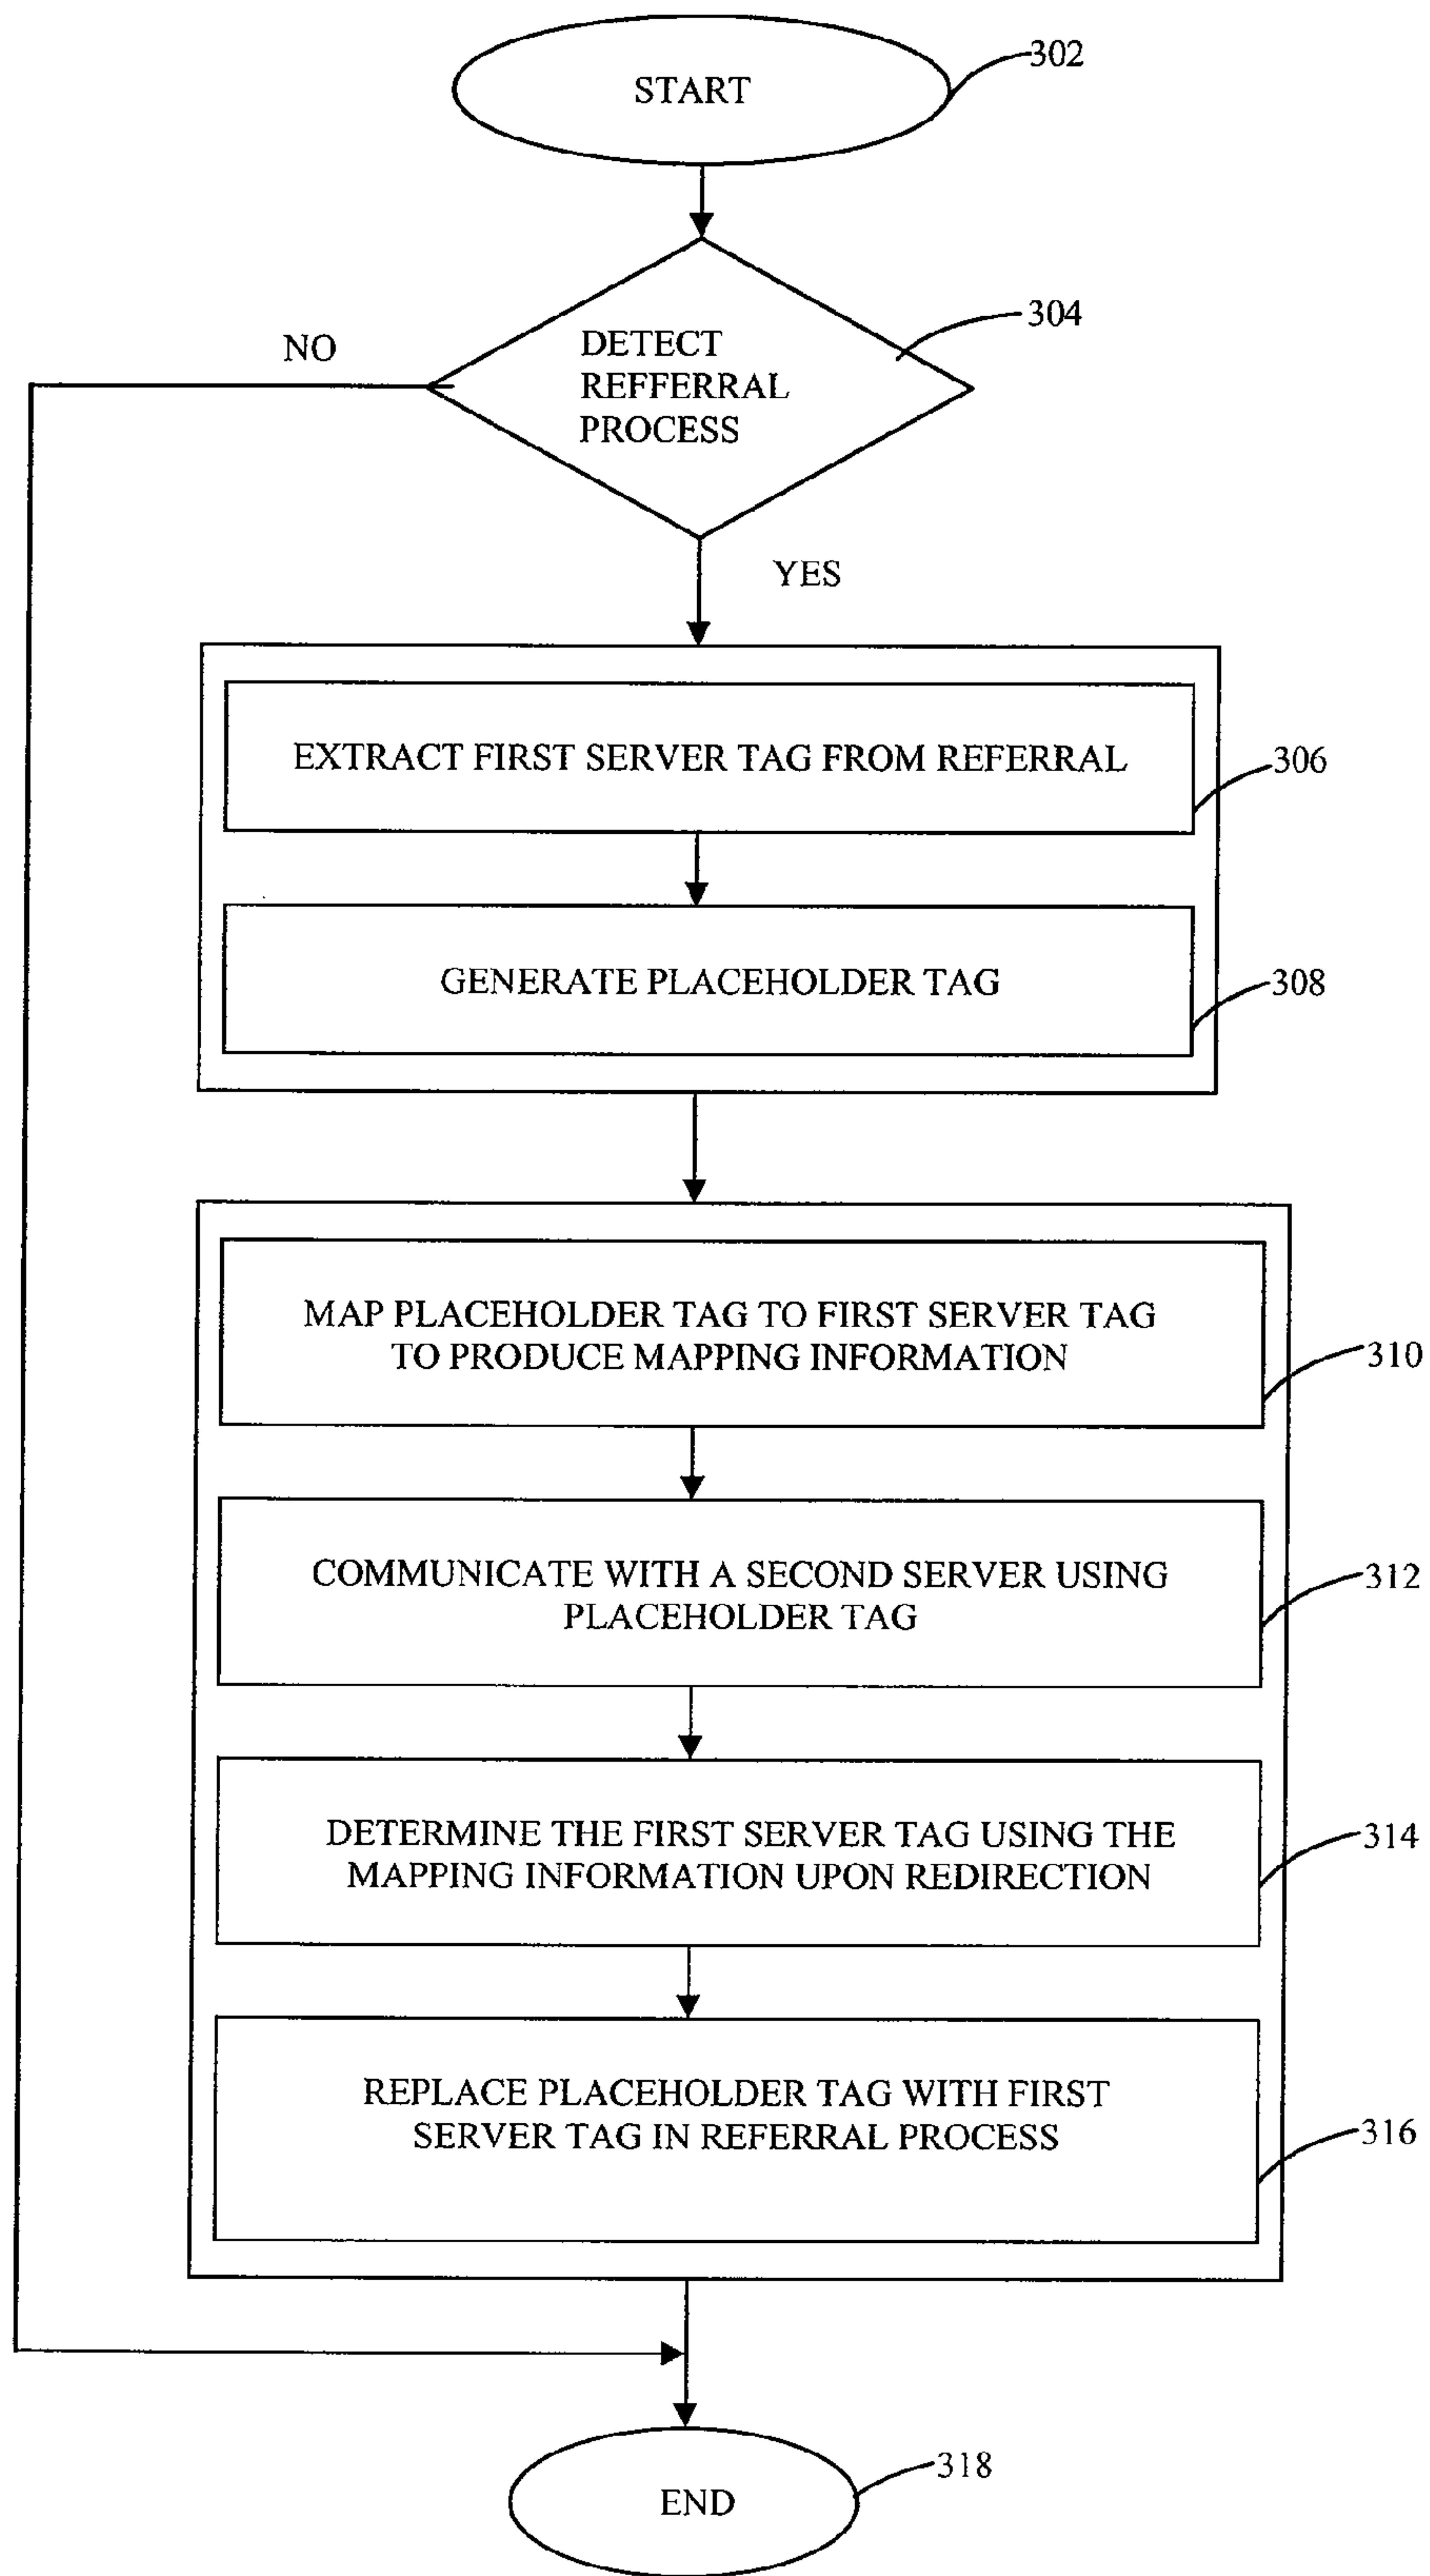 START
302
DETECT
REFFERRAL
PROCESS
304
NO
YES
EXTRACT FIRST SERVER TAG FROM REFERRAL
306
GENERATE PLACEHOLDER TAG
308
MAP PLACEHOLDER TAG TO FIRST SERVER TAG
TO PRODUCE MAPPING INFORMATION
310
COMMUNICATE WITH A SECOND SERVER USING
PLACEHOLDER TAG
312
DETERMINE THE FIRST SERVER TAG USING THE
MAPPING INFORMATION UPON REDIRECTION
314
REPLACE PLACEHOLDER TAG WITH FIRST
SERVER TAG IN REFERRAL PROCESS
316
END
318